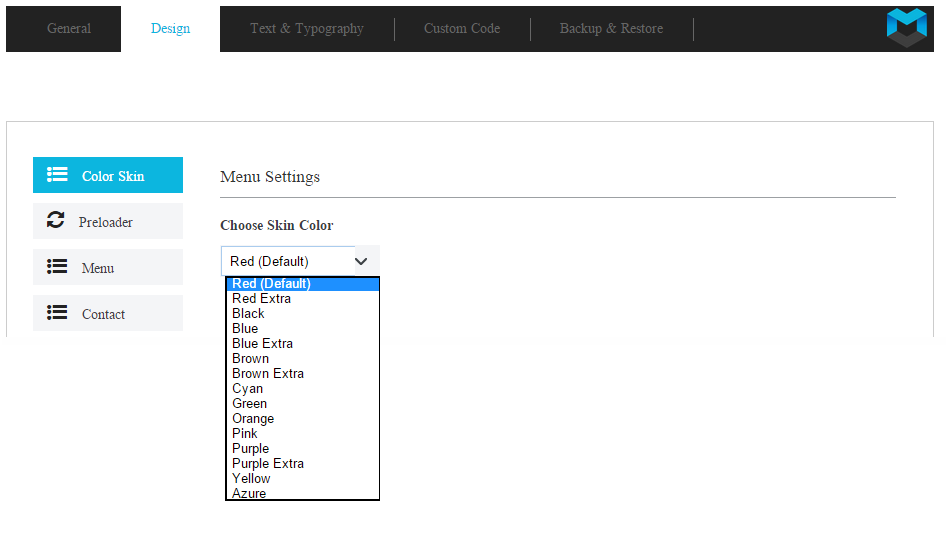 General Design Text & Typography Custom Code Backup & Restore
Color Skin
Preloader
Menu
Contact
Menu Settings
Choose Skin Color
Red (Default)
Red (Default)
Red Extra
Black
Blue
Blue Extra
Brown
Brown Extra
Cyan
Green
Orange
Pink
Purple
Purple Extra
Yellow
Azure